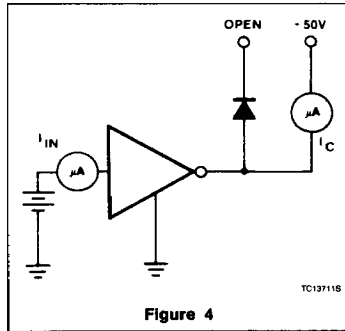 OPEN
+50V
I IN
μA
μA
I C
TC13711S
Figure 4